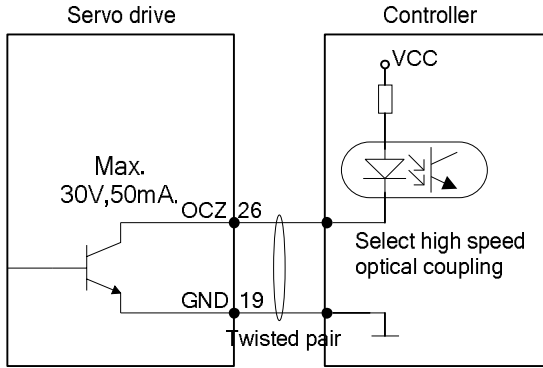 Servo drive
Controller
VCC
Max.
30V,50mA.
OCZ 26
Select high speed
optical coupling
GND 19
Twisted pair